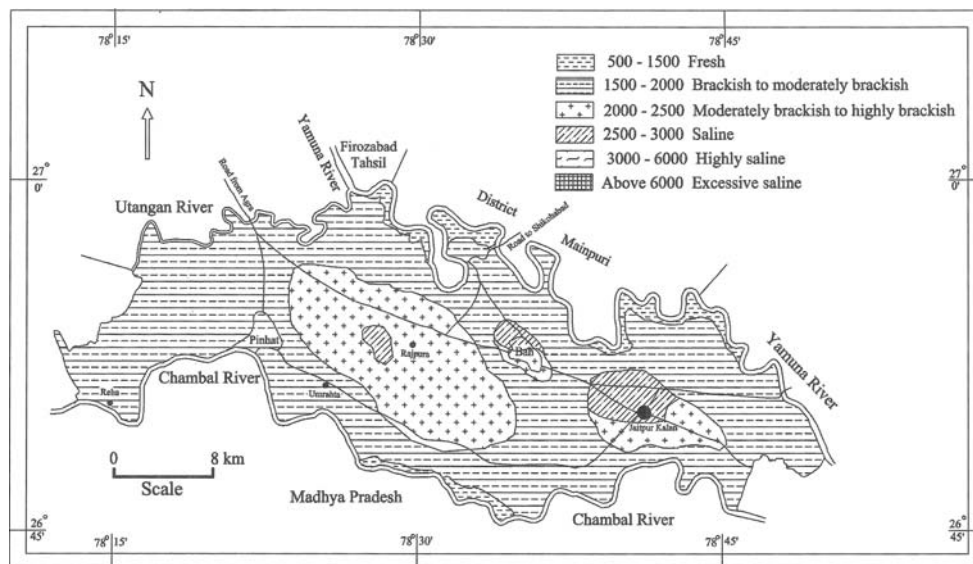 78°15'
78°30'
78°45'
500 - 1500 Fresh
1500 - 2000 Brackish to moderately brackish
2000 - 2500 Moderately brackish to highly brackish
2500 - 3000 Saline
3000 - 6000 Highly saline
Above 6000 Excessive saline
N
27°
0'
27°
0'
Yamuna River
Firozabad
Tahsil
Road from Agra
Utangan River
District
Road to Shikohabad
Mainpuri
Pinhat
Rajpura
Bah
Yamuna River
Chambal River
Reha
Umrahta
Jaitpur Kalan
0 8 km
Scale
Madhya Pradesh
Chambal River
26°
45'
26°
45'
78°15'
78°30'
78°45'